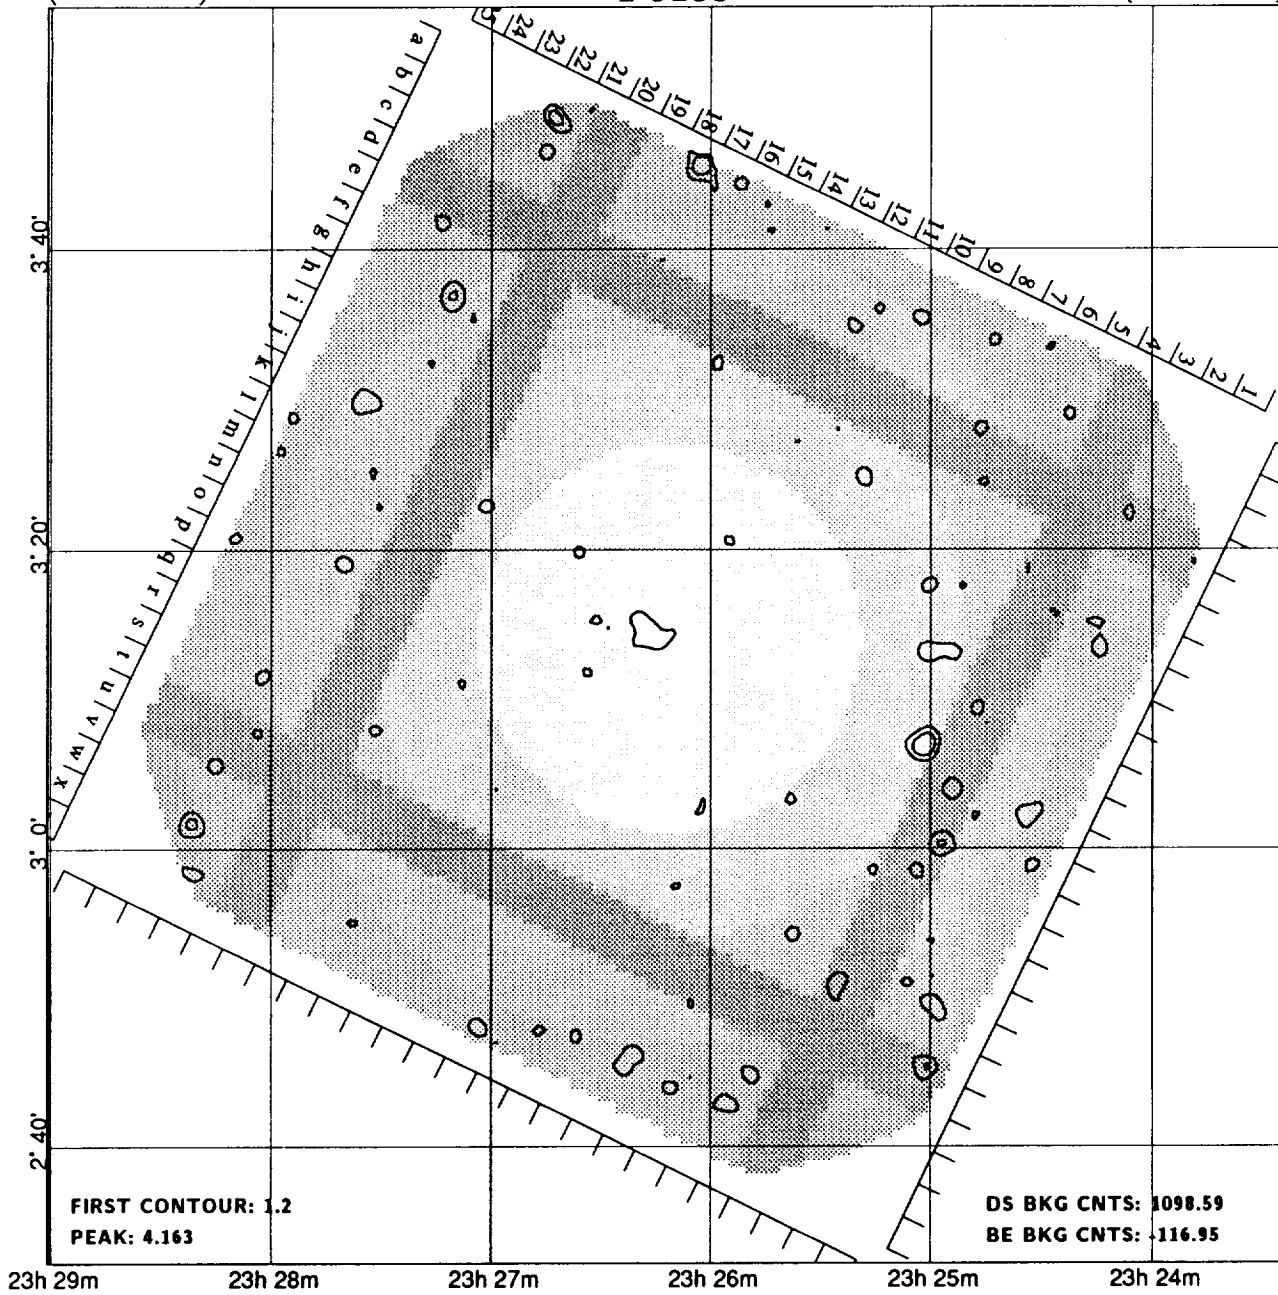 25 24 23 22 21 20 19 18 17 16 15 14 13 12 11 10 9 8 7 6 5 4 3 2 1
a b c d e f g h i j k l m n o p q r s t u v w x
3° 40'
3° 20'
3° 0'
2° 40'
FIRST CONTOUR: 1.2
PEAK: 4.163
DS BKG CNTS: 1098.59
BE BKG CNTS: -116.95
23h 29m 23h 28m 23h 27m 23h 26m 23h 25m 23h 24m